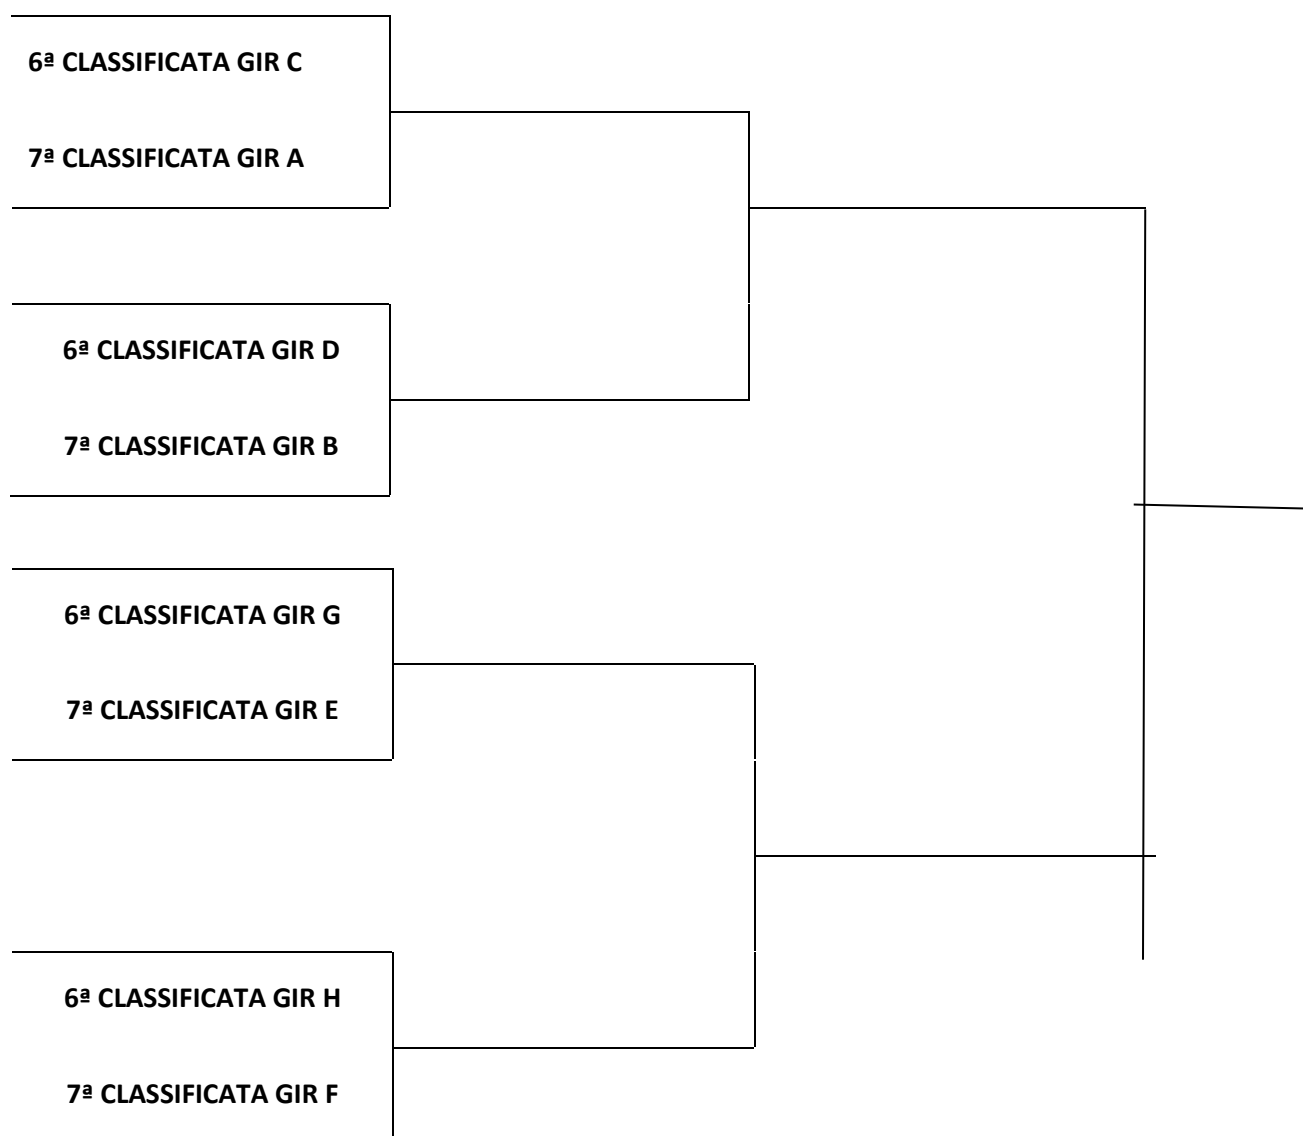 6ª CLASSIFICATA GIR C
7ª CLASSIFICATA GIR A
6ª CLASSIFICATA GIR D
7ª CLASSIFICATA GIR B
6ª CLASSIFICATA GIR G
7ª CLASSIFICATA GIR E
6ª CLASSIFICATA GIR H
7ª CLASSIFICATA GIR F